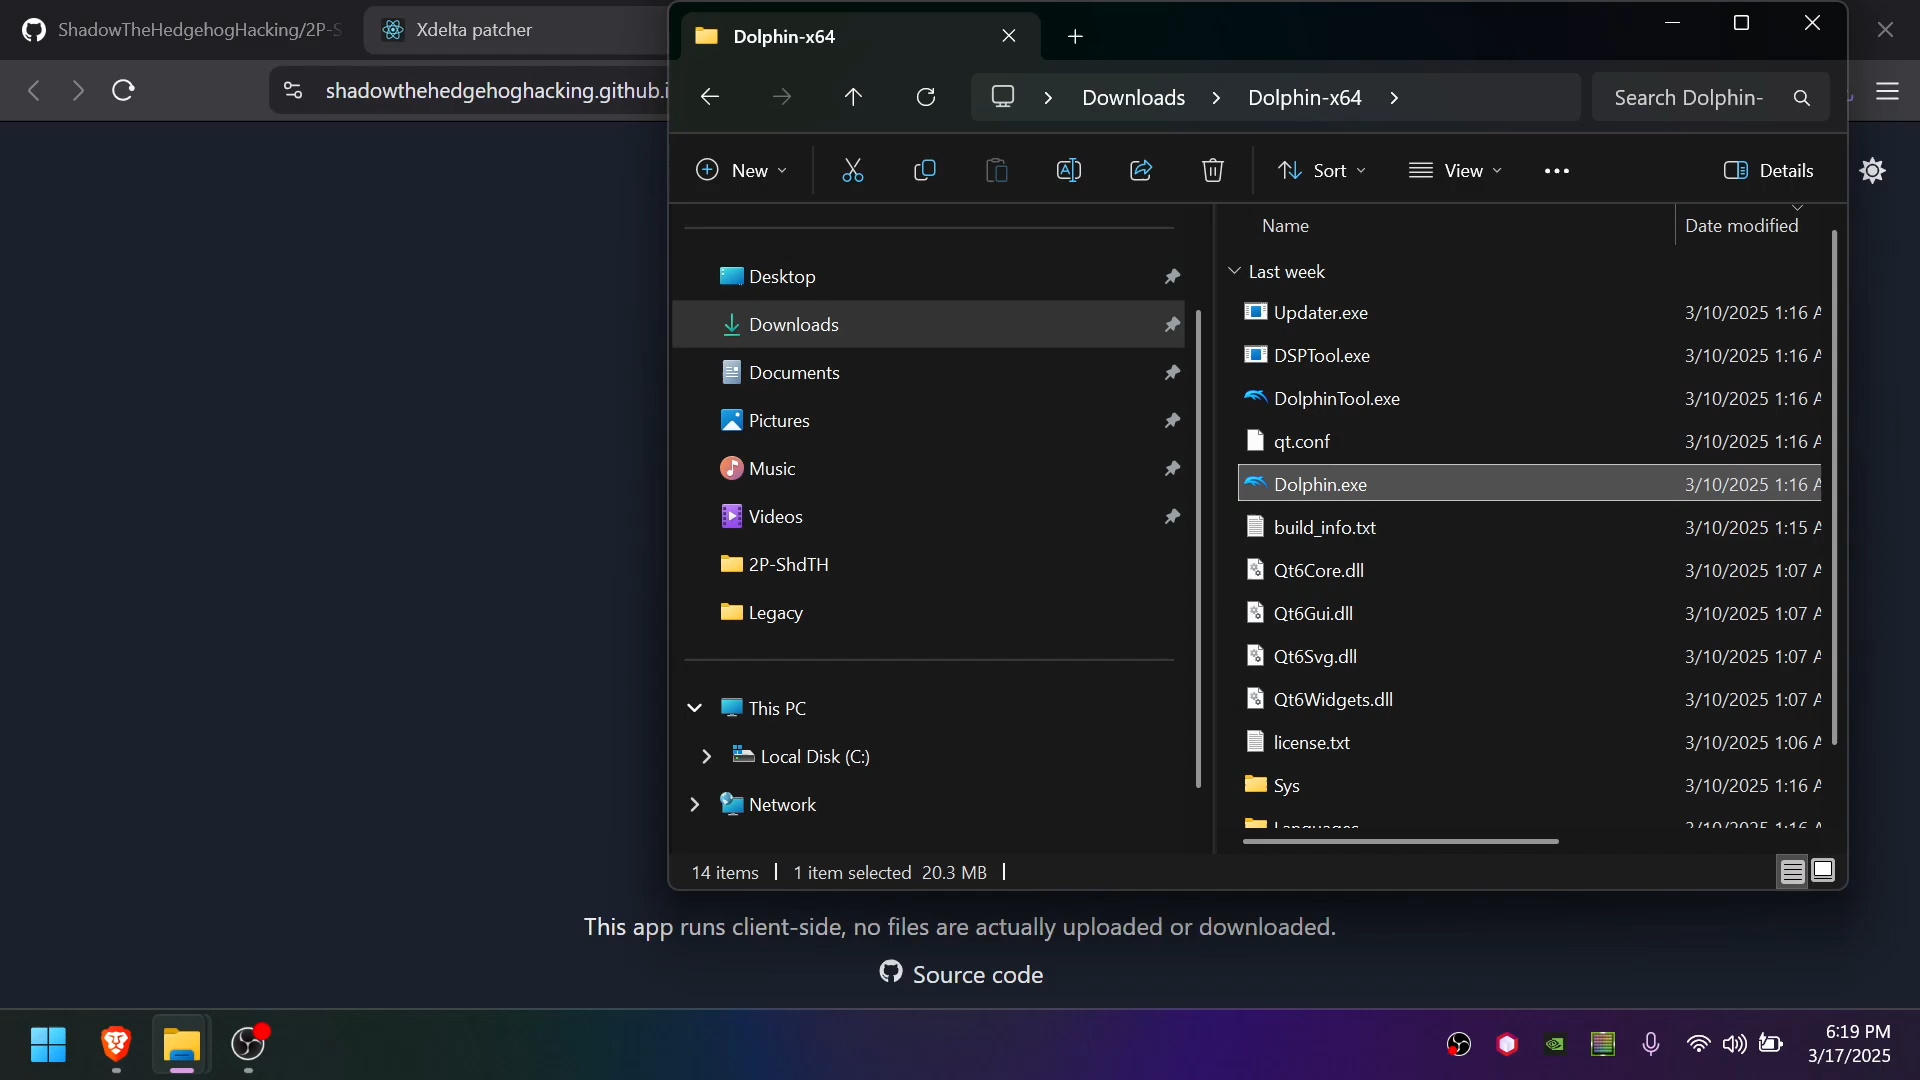 ShadowTheHedgehogHacking/2P-S
Xdelta patcher
Dolphin-x64
shadowthehedgehoghacking.github.i
Downloads
Dolphin-x64
Search Dolphin-
New
Sort
View
Details
Name
Date modified
Desktop
Downloads
Documents
Pictures
Music
Videos
2P-ShdTH
Legacy
This PC
Local Disk (C:)
Network
Last week
Updater.exe 3/10/2025 1:16 A
DSPTool.exe 3/10/2025 1:16 A
DolphinTool.exe 3/10/2025 1:16 A
qt.conf 3/10/2025 1:16 A
Dolphin.exe 3/10/2025 1:16 A
build_info.txt 3/10/2025 1:15 A
Qt6Core.dll 3/10/2025 1:07 A
Qt6Gui.dll 3/10/2025 1:07 A
Qt6Svg.dll 3/10/2025 1:07 A
Qt6Widgets.dll 3/10/2025 1:07 A
license.txt 3/10/2025 1:06 A
Sys 3/10/2025 1:16 A
Languages 3/10/2025 1:16 A
14 items
1 item selected 20.3 MB
This app runs client-side, no files are actually uploaded or downloaded.
Source code
6:19 PM
3/17/2025